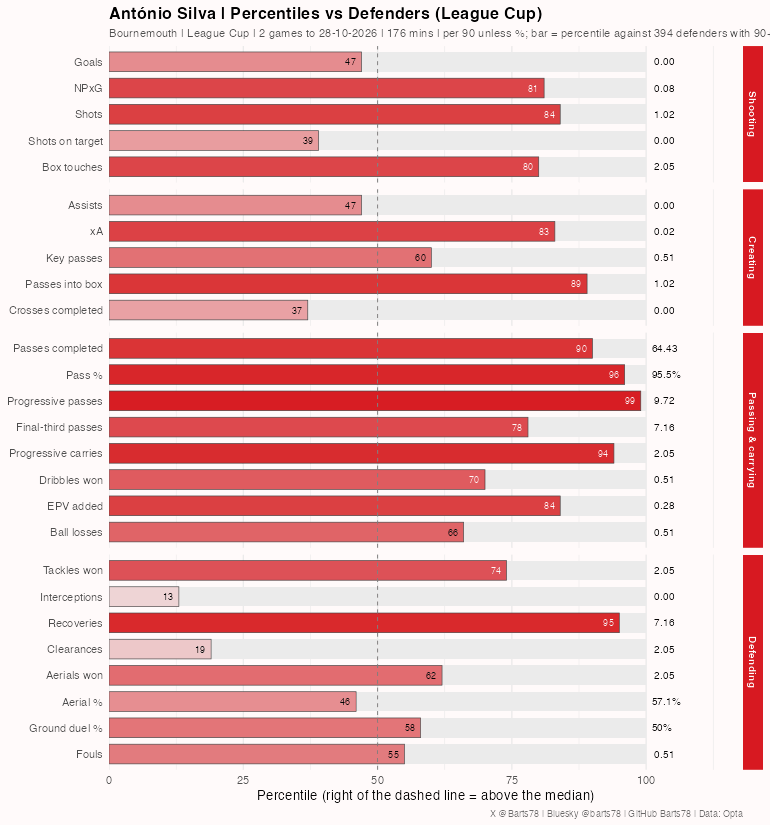 António Silva | Percentiles vs Defenders (League Cup)
Bournemouth | League Cup | 2 games to 28-10-2026 | 176 mins | per 90 unless %; bar = percentile against 394 defenders with 90-
Goals 47 0.00
NPxG 81 0.08
Shots 84 1.02
Shots on target 39 0.00
Box touches 80 2.05
Shooting
Assists 47 0.00
xA 83 0.02
Key passes 60 0.51
Passes into box 89 1.02
Crosses completed 37 0.00
Creating
Passes completed 90 64.43
Pass % 96 95.5%
Progressive passes 99 9.72
Final-third passes 78 7.16
Progressive carries 94 2.05
Dribbles won 70 0.51
EPV added 84 0.28
Ball losses 66 0.51
Passing & carrying
Tackles won 74 2.05
Interceptions 13 0.00
Recoveries 95 7.16
Clearances 19 2.05
Aerials won 62 2.05
Aerial % 46 57.1%
Ground duel % 58 50%
Fouls 55 0.51
Defending
0 25 50 75 100
Percentile (right of the dashed line = above the median)
X @Barts78 | Bluesky @barts78 | GitHub Barts78 | Data: Opta